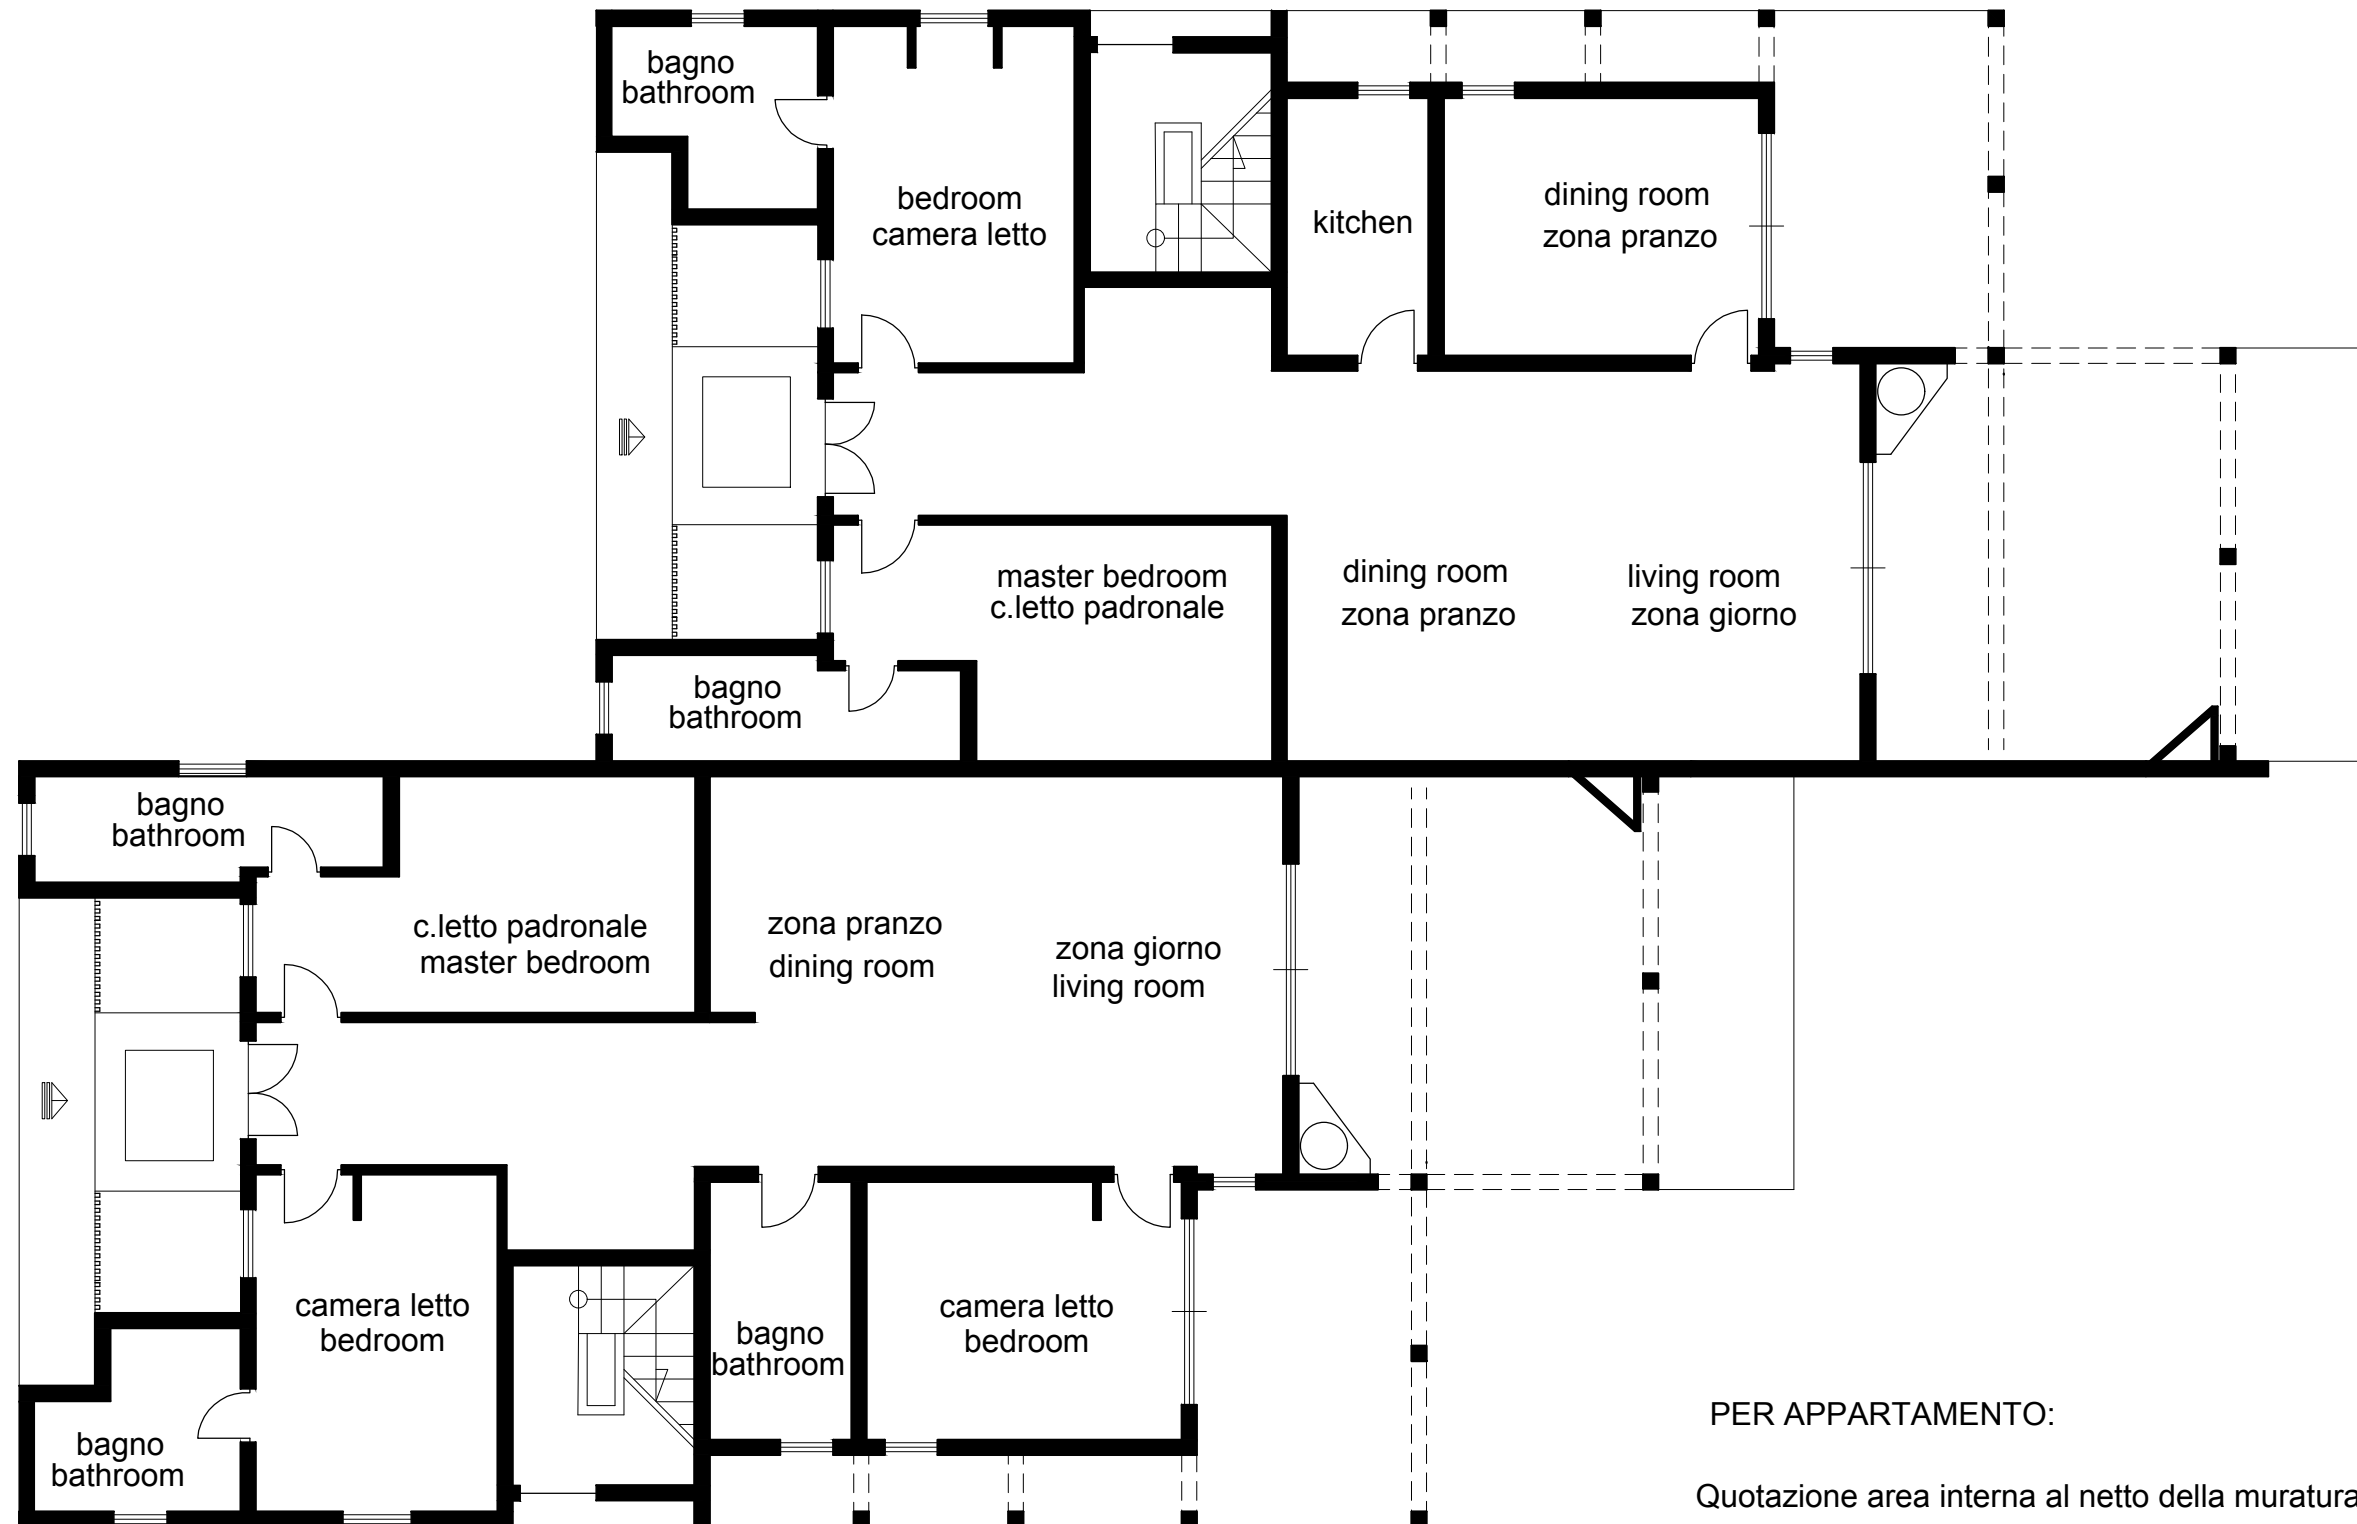 bagno
bathroom
bedroom
camera letto
kitchen
dining room
zona pranzo
master bedroom
c.letto padronale
dining room
zona pranzo
living room
zona giorno
bagno
bathroom
bagno
bathroom
c.letto padronale
master bedroom
zona pranzo
dining room
zona giorno
living room
camera letto
bedroom
bagno
bathroom
camera letto
bedroom
bagno
bathroom
PER APPARTAMENTO:
Quotazione area interna al netto della muratura